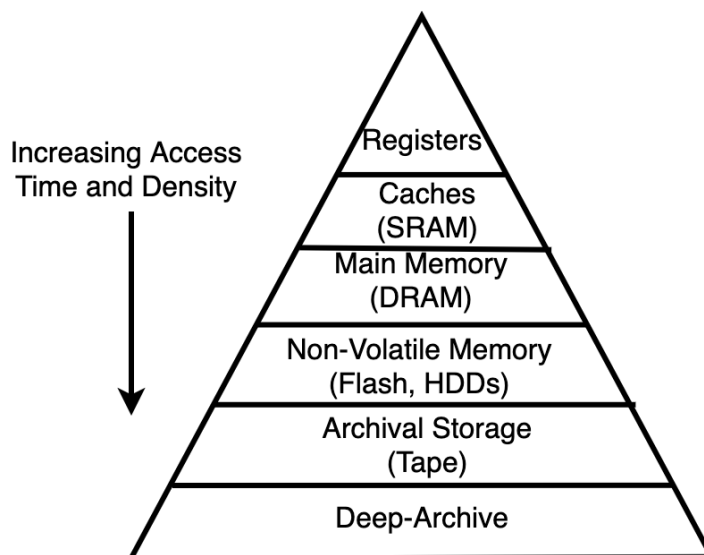 Increasing Access
Time and Density
Registers
Caches
(SRAM)
Main Memory
(DRAM)
Non-Volatile Memory
(Flash, HDDs)
Archival Storage
(Tape)
Deep-Archive